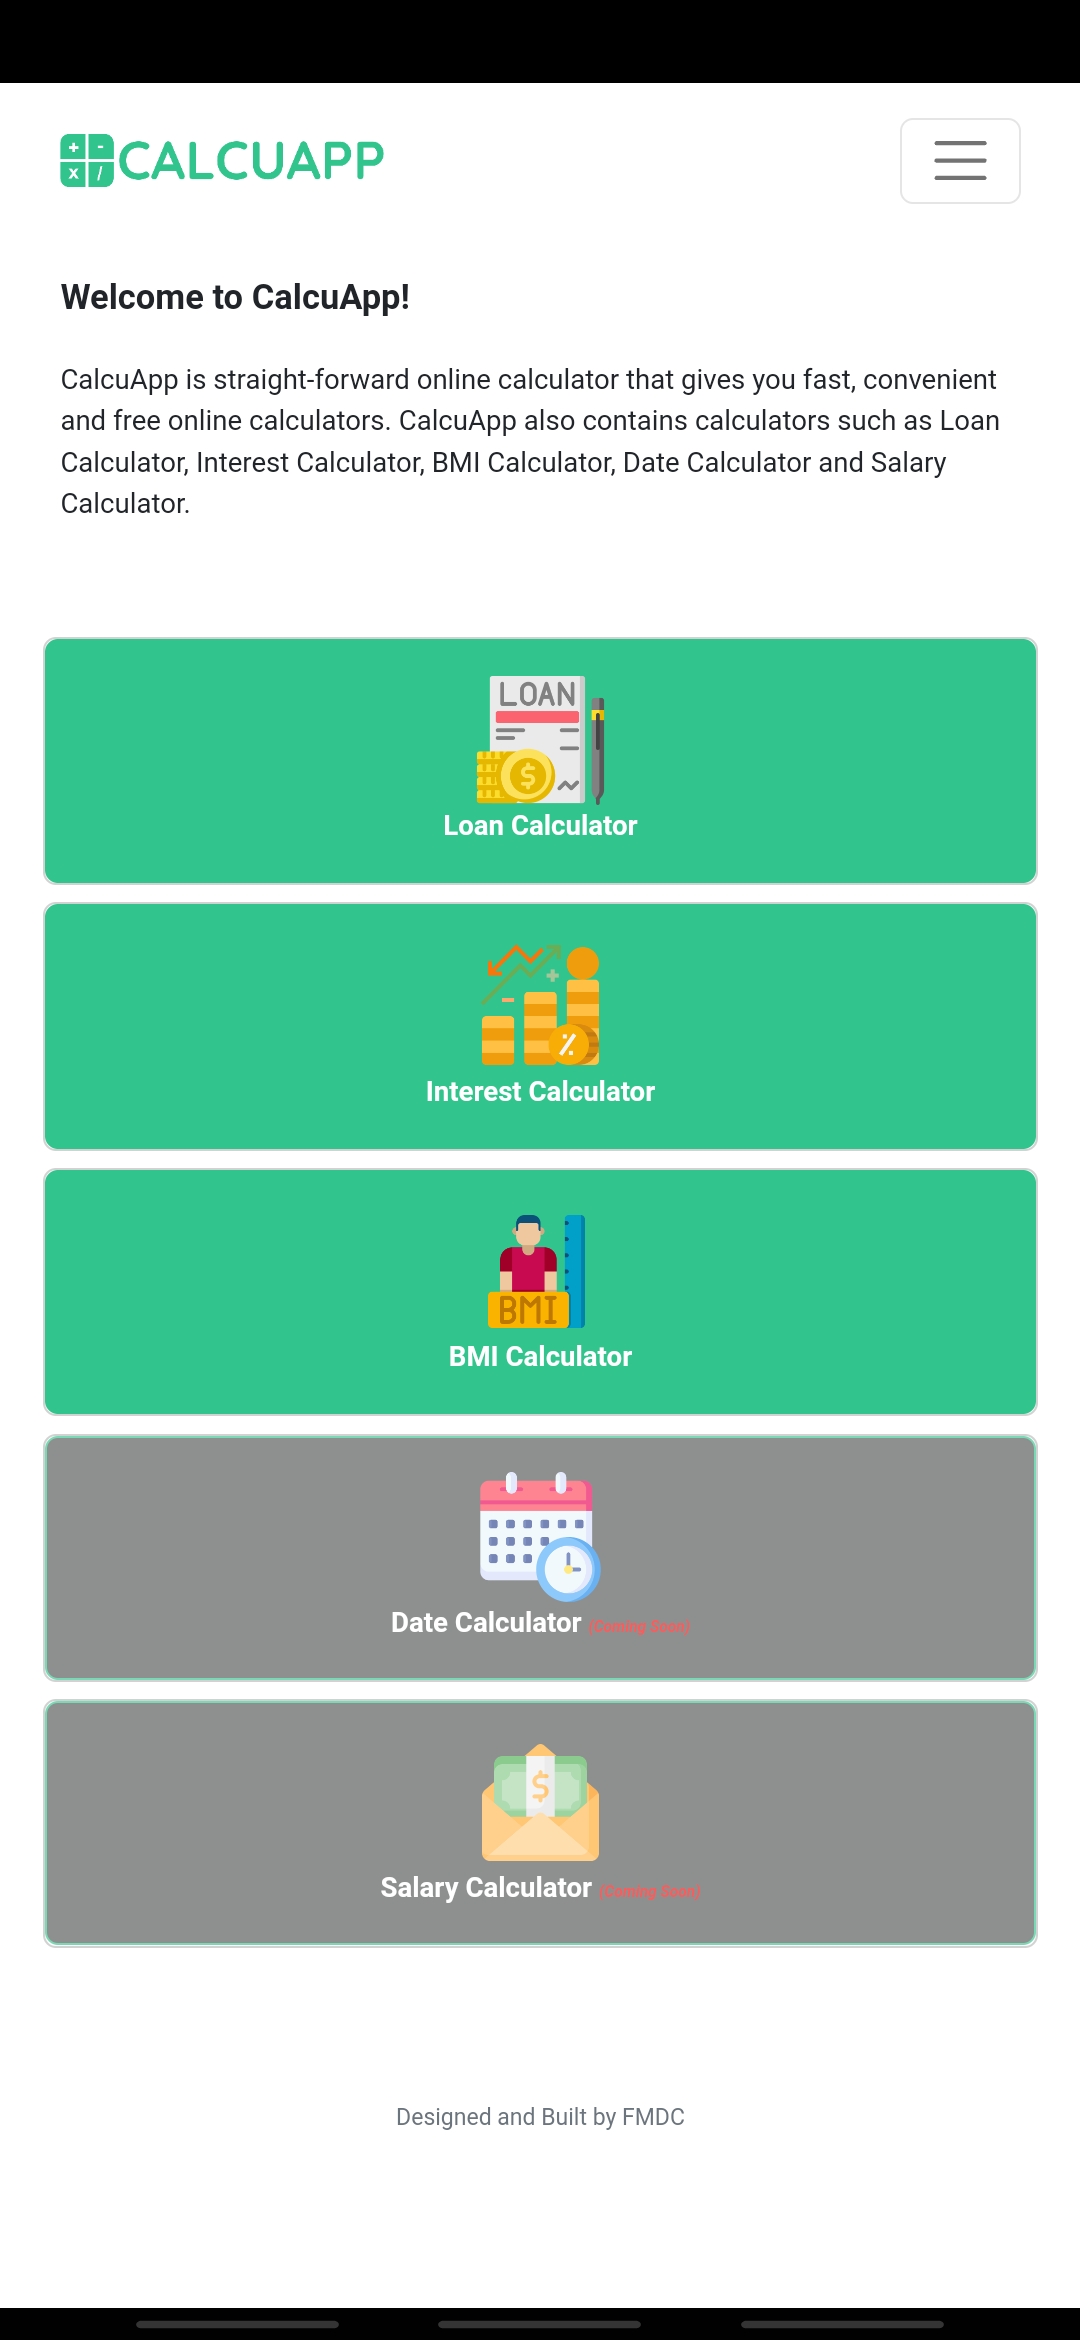 + -
x /
CALCUAPP
Welcome to CalcuApp!
CalcuApp is straight-forward online calculator that gives you fast, convenient
and free online calculators. CalcuApp also contains calculators such as Loan
Calculator, Interest Calculator, BMI Calculator, Date Calculator and Salary
Calculator.
LOAN
$
Loan Calculator
+
-
%
Interest Calculator
BMI
BMI Calculator
Date Calculator (Coming Soon)
$
Salary Calculator (Coming Soon)
Designed and Built by FMDC